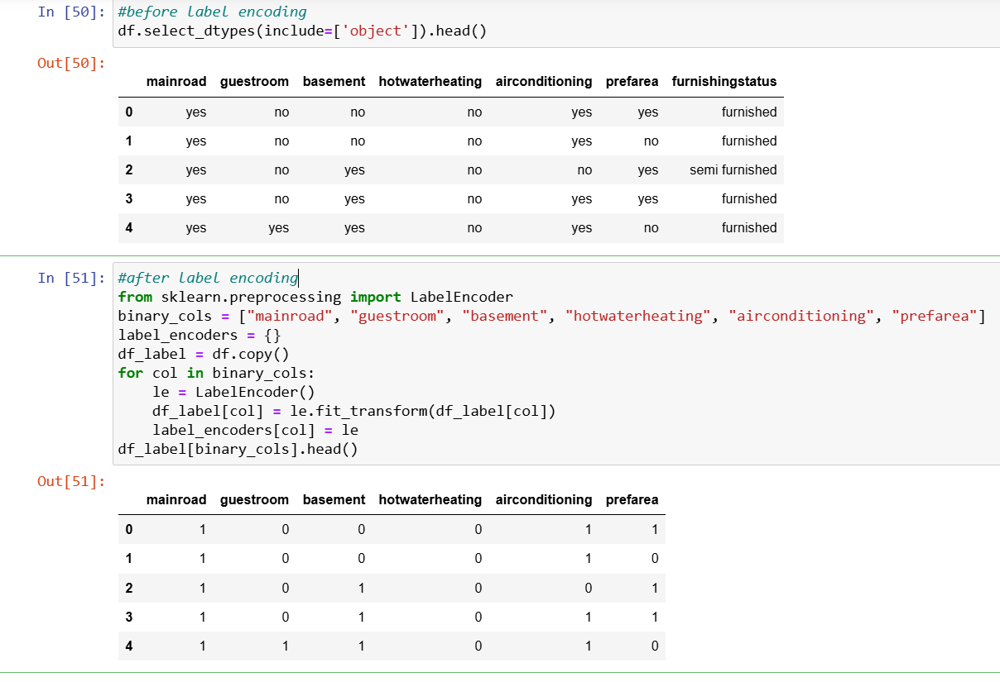 In [50]: #before label encoding
df.select_dtypes(include=['object']).head()
Out[50]:
mainroad guestroom basement hotwaterheating airconditioning prefarea furnishingstatus
0 yes no no no yes yes furnished
1 yes no no no yes no furnished
2 yes no yes no no yes semi furnished
3 yes no yes no yes yes furnished
4 yes yes yes no yes no furnished
In [51]: #after label encoding
from sklearn.preprocessing import LabelEncoder
binary_cols = ["mainroad", "guestroom", "basement", "hotwaterheating", "airconditioning", "prefarea"]
label_encoders = {}
df_label = df.copy()
for col in binary_cols:
    le = LabelEncoder()
    df_label[col] = le.fit_transform(df_label[col])
    label_encoders[col] = le
df_label[binary_cols].head()
Out[51]:
mainroad guestroom basement hotwaterheating airconditioning prefarea
0 1 0 0 0 1 1
1 1 0 0 0 1 0
2 1 0 1 0 0 1
3 1 0 1 0 1 1
4 1 1 1 0 1 0